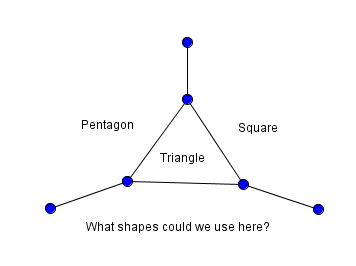 Pentagon
Square
Triangle
What shapes could we use here?